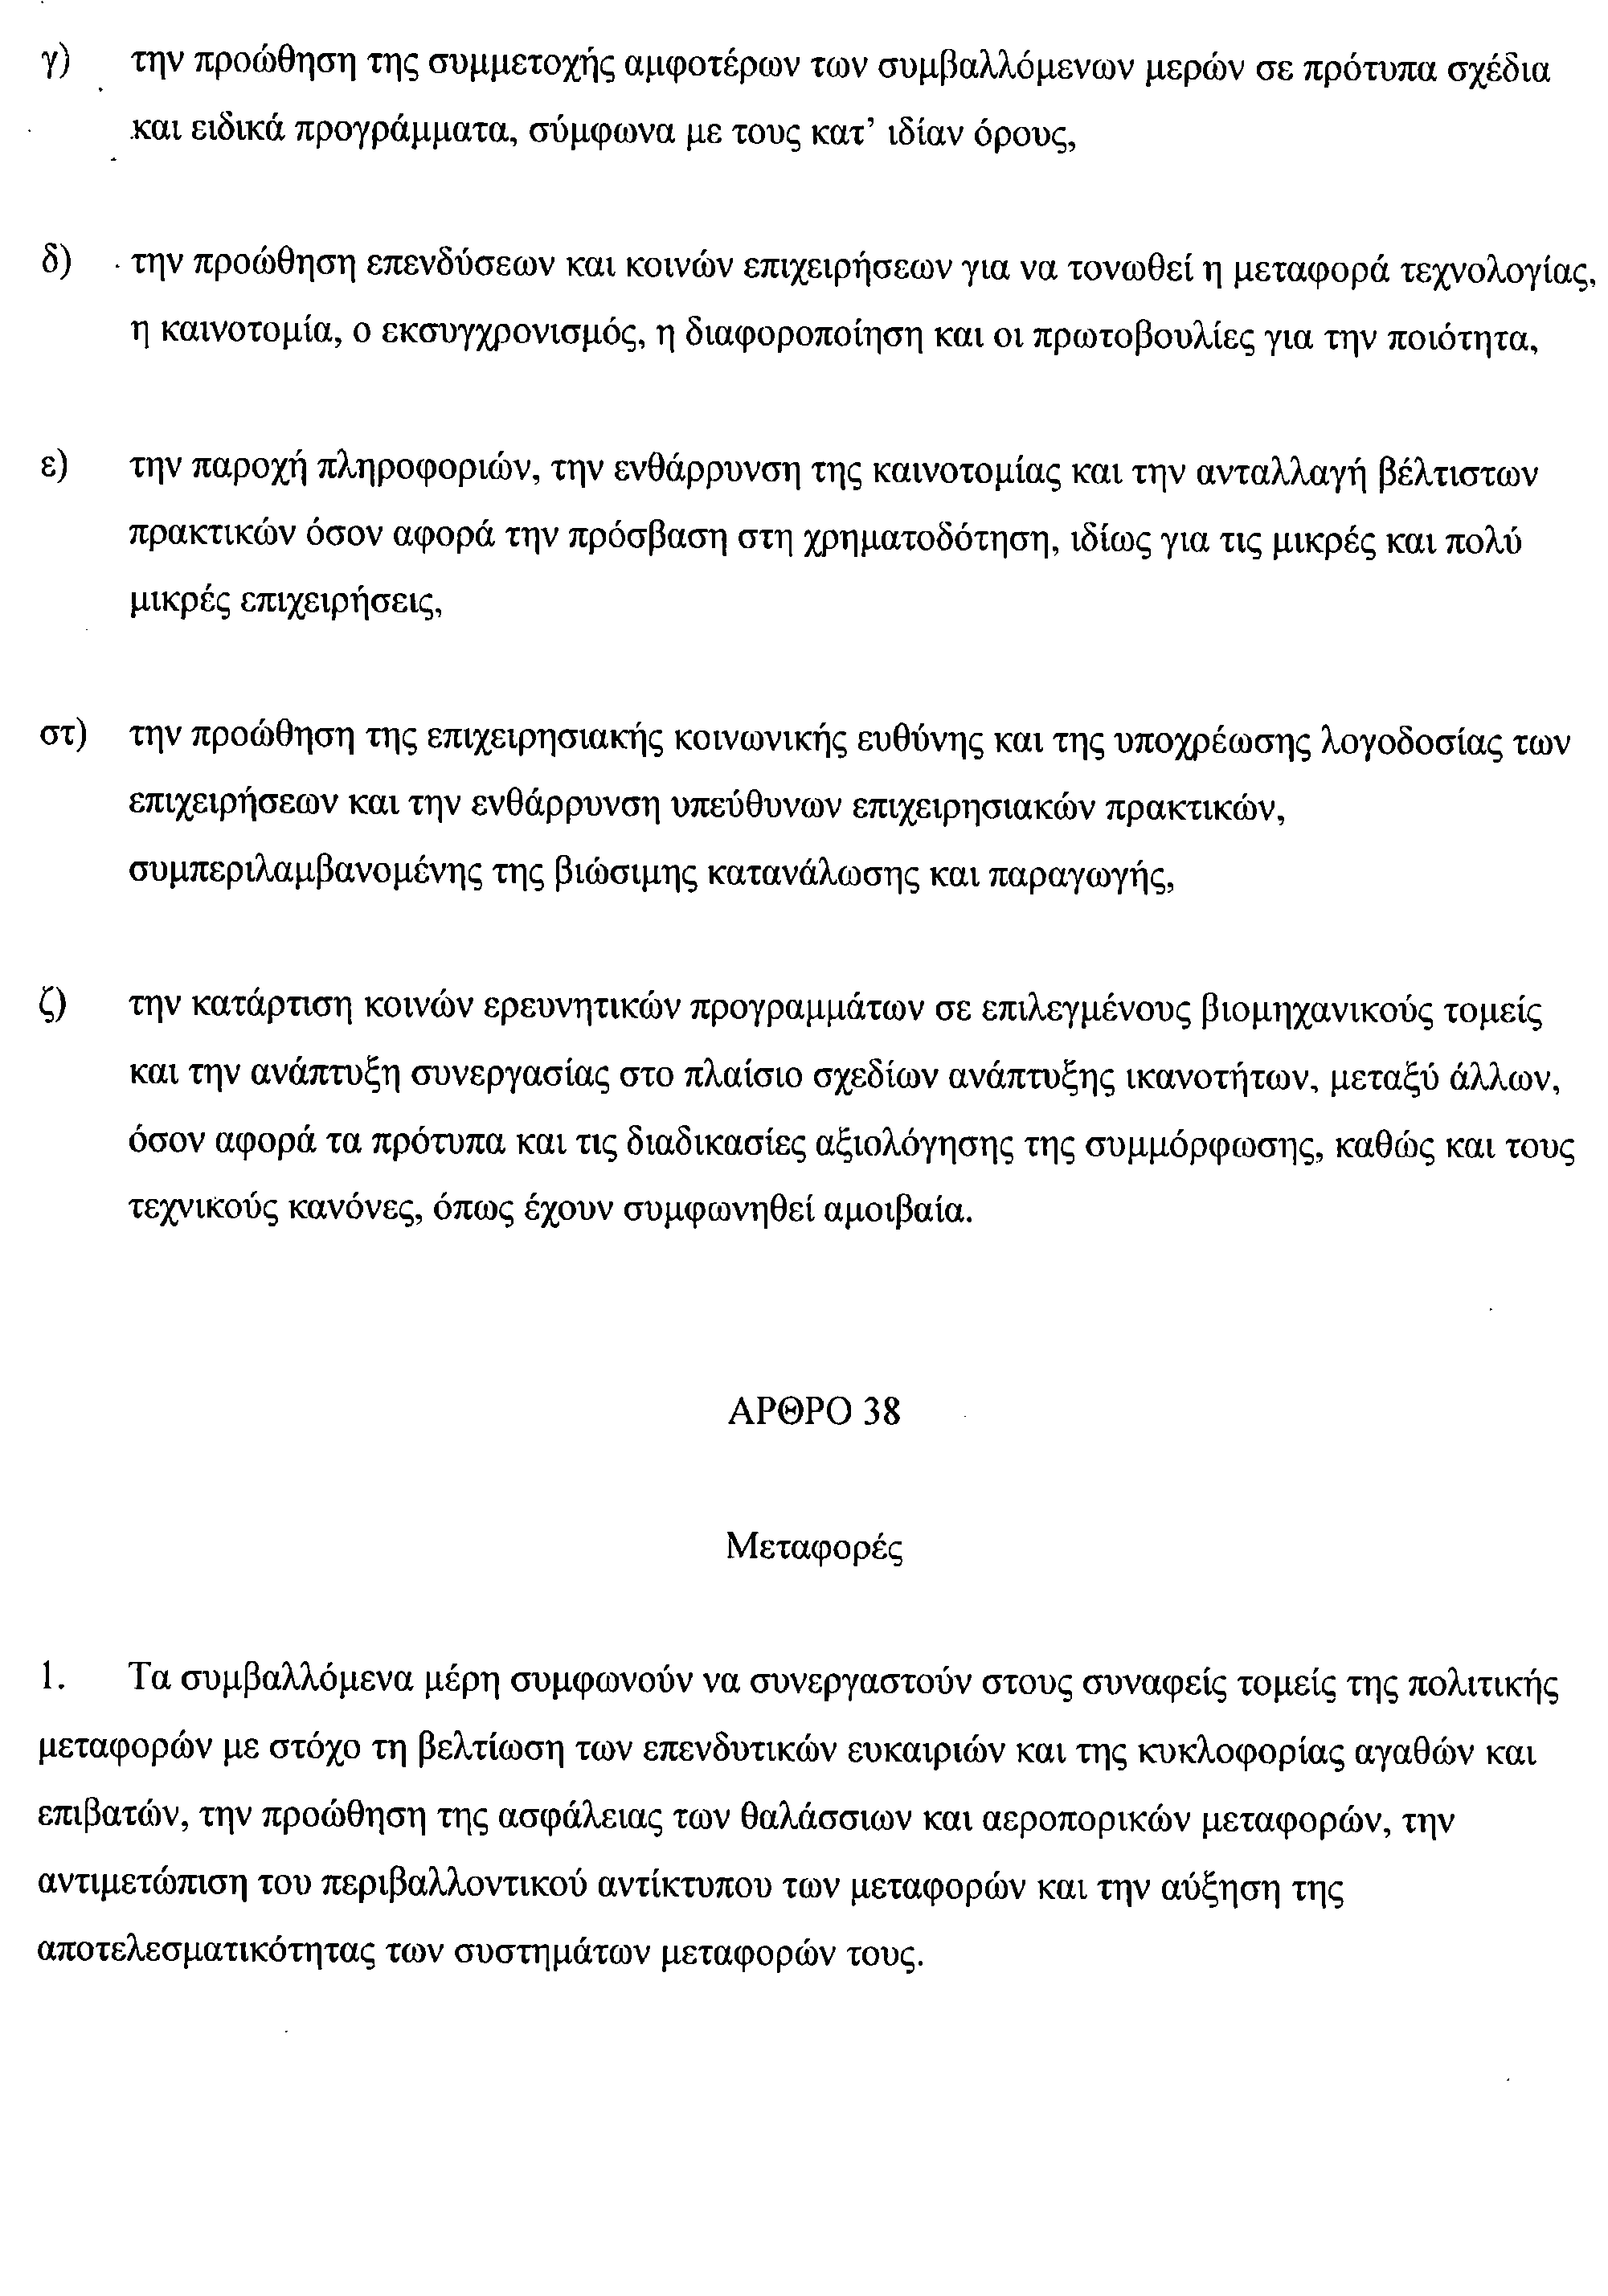 γ) την προώθηση της συμμετοχής αμφοτέρων των συμβαλλόμενων μερών σε πρότυπα σχέδια
και ειδικά προγράμματα, σύμφωνα με τους κατ’ ιδίαν όρους,
δ) την προώθηση επενδύσεων και κοινών επιχειρήσεων για να τονωθεί η μεταφορά τεχνολογίας,
η καινοτομία, ο εκσυγχρονισμός, η διαφοροποίηση και οι πρωτοβουλίες για την ποιότητα,
ε) την παροχή πληροφοριών, την ενθάρρυνση της καινοτομίας και την ανταλλαγή βέλτιστων
πρακτικών όσον αφορά την πρόσβαση στη χρηματοδότηση, ιδίως για τις μικρές και πολύ
μικρές επιχειρήσεις,
στ) την προώθηση της επιχειρησιακής κοινωνικής ευθύνης και της υποχρέωσης λογοδοσίας των
επιχειρήσεων και την ενθάρρυνση υπεύθυνων επιχειρησιακών πρακτικών,
συμπεριλαμβανομένης της βιώσιμης κατανάλωσης και παραγωγής,
ζ) την κατάρτιση κοινών ερευνητικών προγραμμάτων σε επιλεγμένους βιομηχανικούς τομείς
και την ανάπτυξη συνεργασίας στο πλαίσιο σχεδίων ανάπτυξης ικανοτήτων, μεταξύ άλλων,
όσον αφορά τα πρότυπα και τις διαδικασίες αξιολόγησης της συμμόρφωσης, καθώς και τους
τεχνικούς κανόνες, όπως έχουν συμφωνηθεί αμοιβαία.
ΑΡΘΡΟ 38
Μεταφορές
1. Τα συμβαλλόμενα μέρη συμφωνούν να συνεργαστούν στους συναφείς τομείς της πολιτικής
μεταφορών με στόχο τη βελτίωση των επενδυτικών ευκαιριών και της κυκλοφορίας αγαθών και
επιβατών, την προώθηση της ασφάλειας των θαλάσσιων και αεροπορικών μεταφορών, την
αντιμετώπιση του περιβαλλοντικού αντίκτυπου των μεταφορών και την αύξηση της
αποτελεσματικότητας των συστημάτων μεταφορών τους.